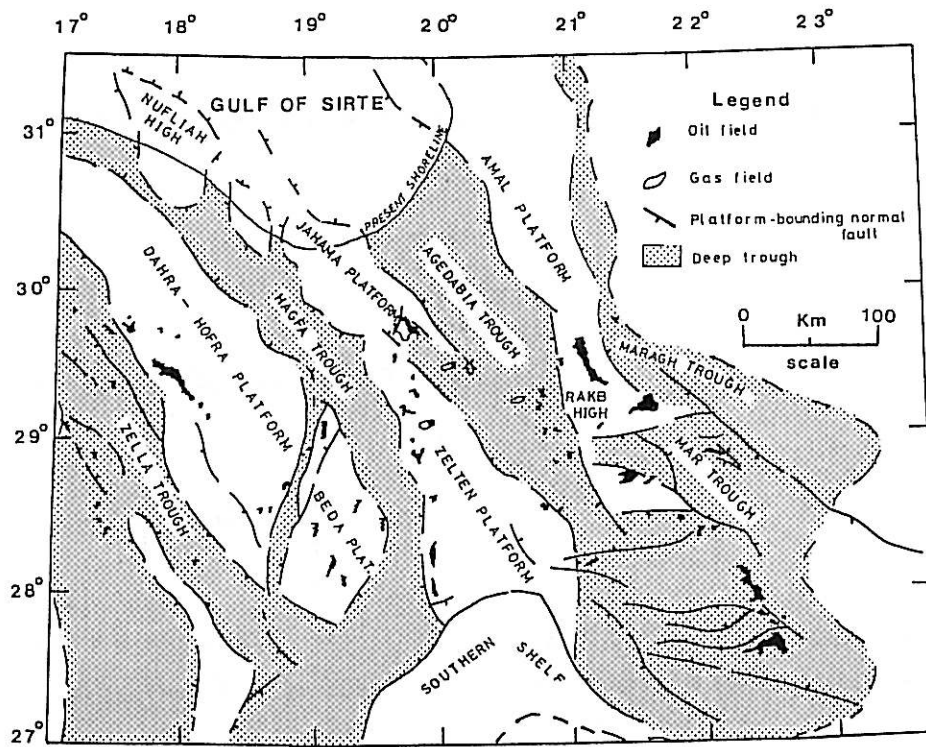 17° 18° 19° 20° 21° 22° 23°
31°
30°
29°
28°
27°
GULF OF SIRTE
NUFLIAH
HIGH
PRESENT SHORELINE
JAHAMA PLATFORM
AMAL PLATFORM
AGEDABIA TROUGH
HAGFA TROUGH
DAHRA-HOFRA PLATFORM
ZELLA TROUGH
BEDA PLAT.
ZELTEN PLATFORM
RAKB
HIGH
MARAGH TROUGH
MAR TROUGH
SOUTHERN SHELF
Legend
Oil field
Gas field
Platform-bounding normal
fault
Deep trough
0 Km 100
scale